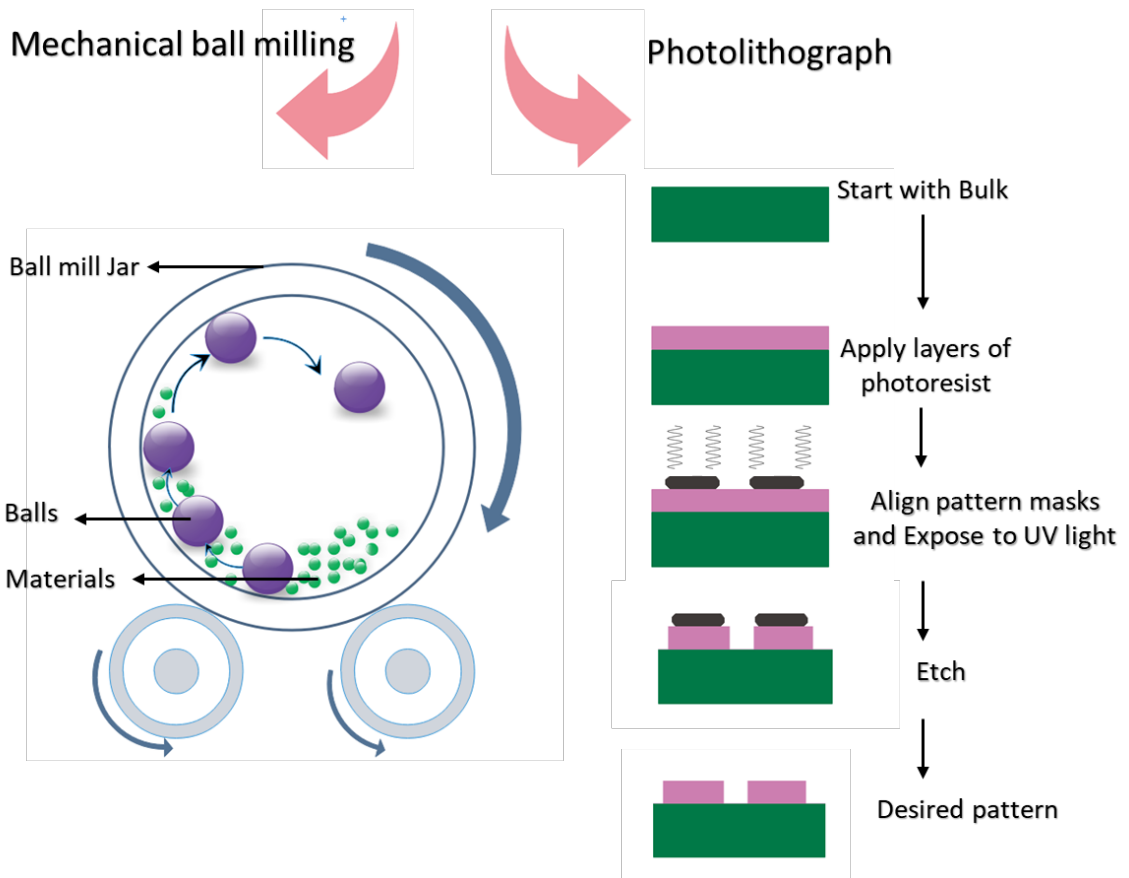 Mechanical ball milling
Photolithograph
Ball mill Jar
Balls
Materials
Start with Bulk
Apply layers of
photoresist
Align pattern masks
and Expose to UV light
Etch
Desired pattern